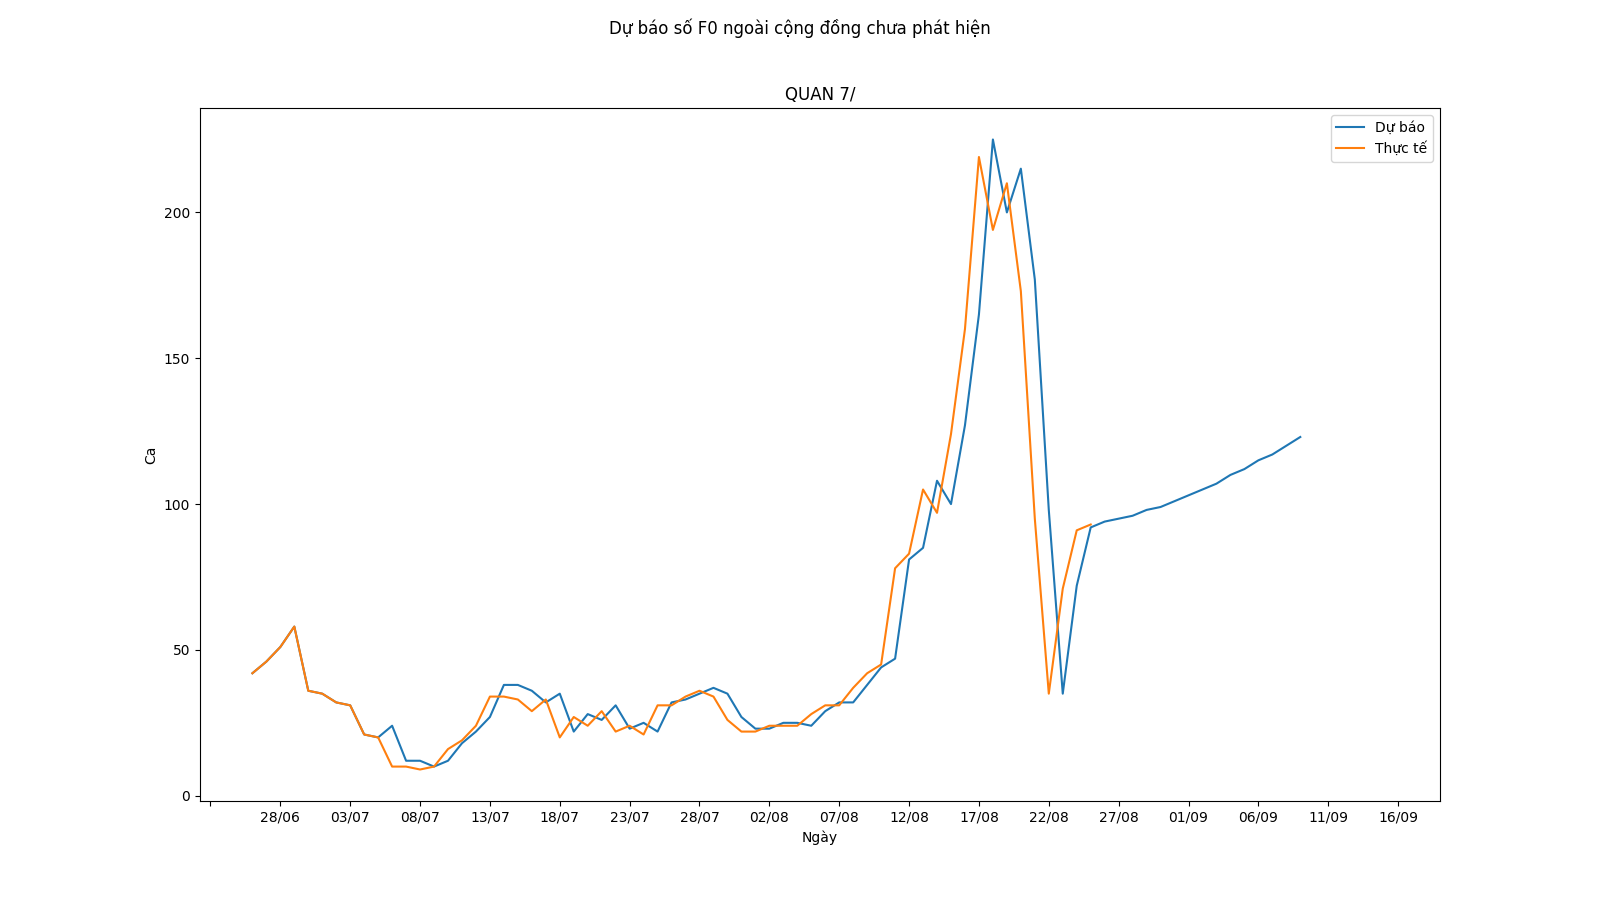 Dự báo số F0 ngoài cộng đồng chưa phát hiện
QUAN 7/
Dự báo
Thực tế
200
150
100
50
0
Ca
28/06 03/07 08/07 13/07 18/07 23/07 28/07 02/08 07/08 12/08 17/08 22/08 27/08 01/09 06/09 11/09 16/09
Ngày